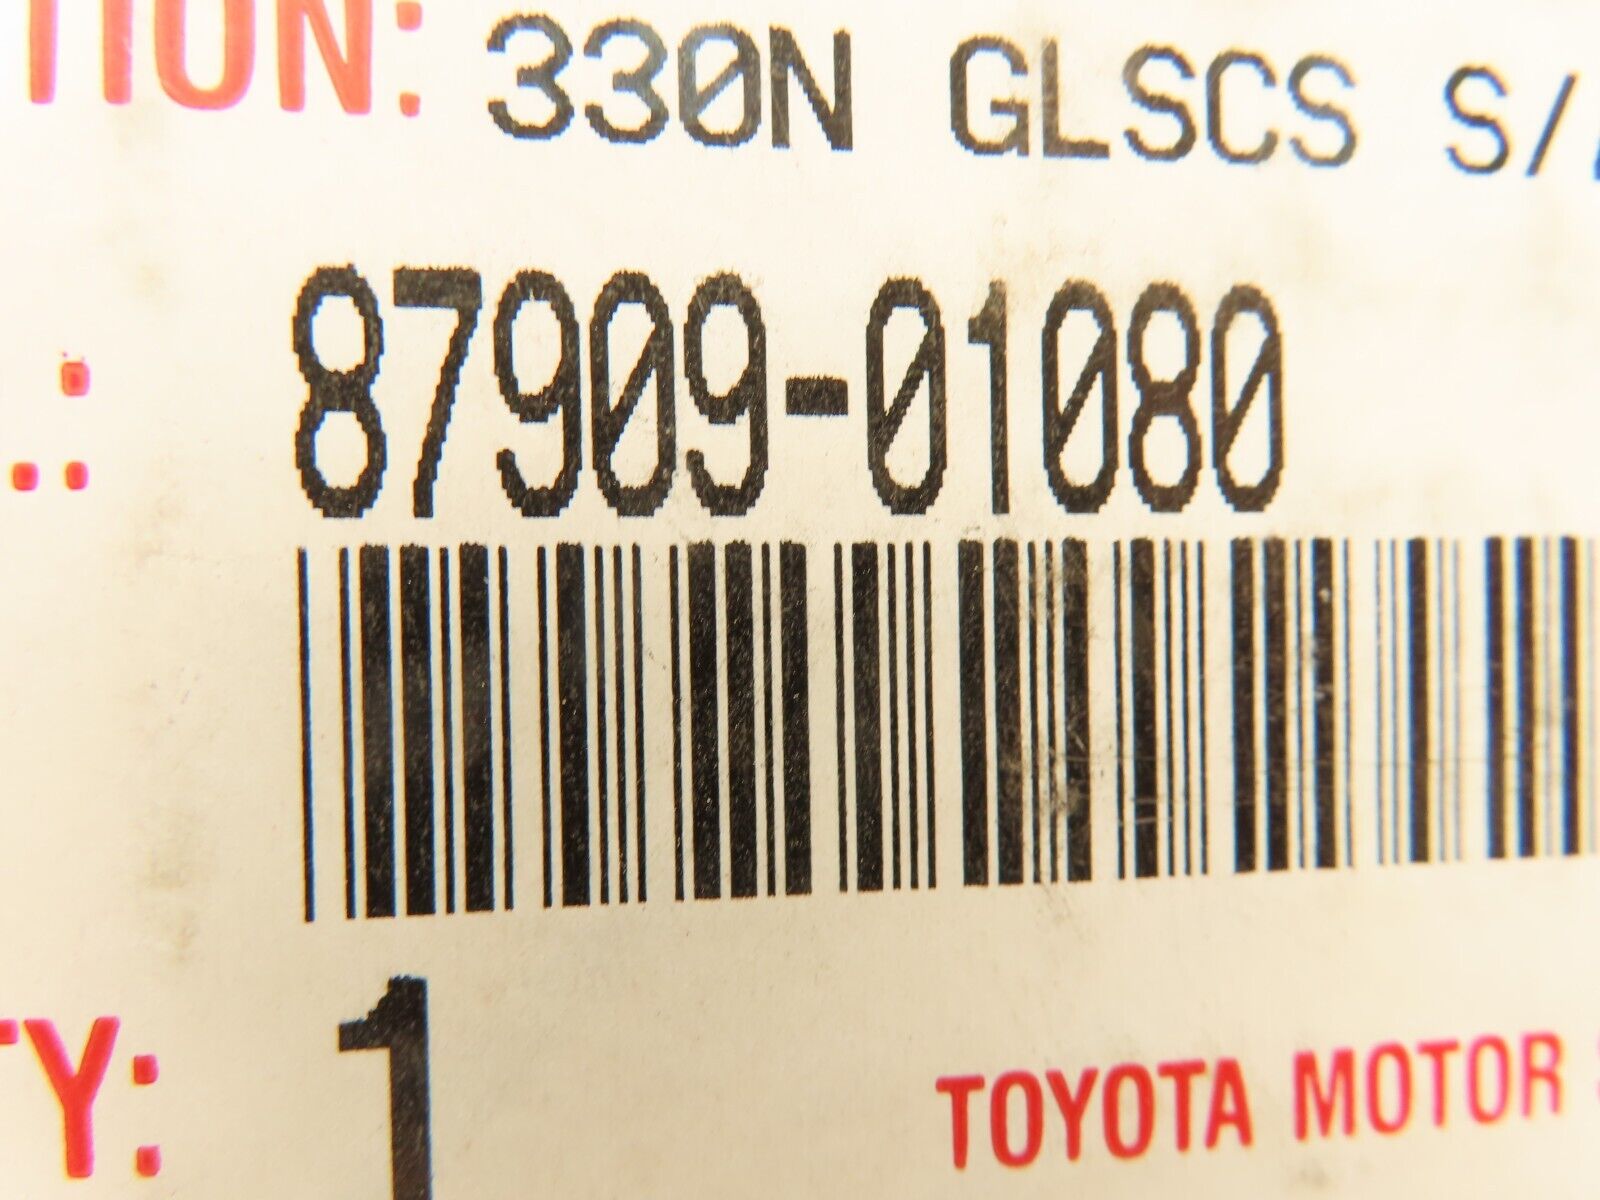 TION: 330N GLSCS S/
.: 87909-01080
TY: 1
TOYOTA MOTOR